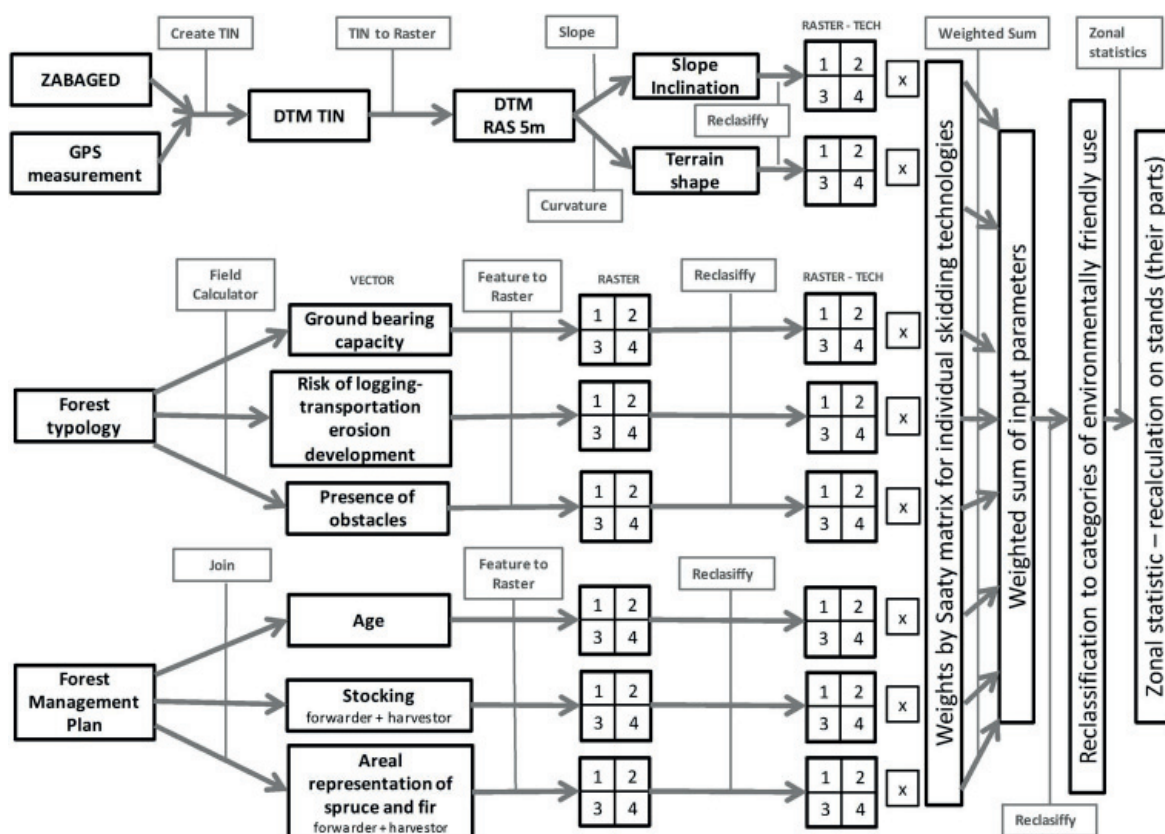 Create TIN
TIN to Raster
Slope
RASTER - TECH
Weighted Sum
Zonal
statistics
ZABAGED
GPS
measurement
DTM TIN
DTM
RAS 5m
Slope
Inclination
Terrain
shape
Curvature
Reclasiffy
1 2
3 4
x
1 2
3 4
x
Field
Calculator
VECTOR
Feature to
Raster
RASTER
Reclasiffy
RASTER - TECH
Forest
typology
Ground bearing
capacity
1 2
3 4
1 2
3 4
x
Risk of logging-
transportation
erosion
development
1 2
3 4
1 2
3 4
x
Presence of
obstacles
1 2
3 4
1 2
3 4
x
Join
Feature to
Raster
Reclasiffy
Forest
Management
Plan
Age
1 2
3 4
1 2
3 4
x
Stocking
forwarder + harvestor
1 2
3 4
1 2
3 4
x
Areal
representation of
spruce and fir
forwarder + harvestor
1 2
3 4
1 2
3 4
x
Weights by Saaty matrix for individual skidding technologies
Weighted sum of input parameters
Reclassification to categories of environmentally friendly use
Zonal statistic – recalculation on stands (their parts)
Reclasiffy